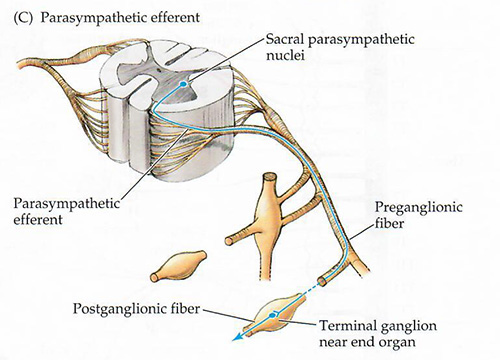 (C) Parasympathetic efferent
Sacral parasympathetic
nuclei
Parasympathetic
efferent
Preganglionic
fiber
Postganglionic fiber
Terminal ganglion
near end organ